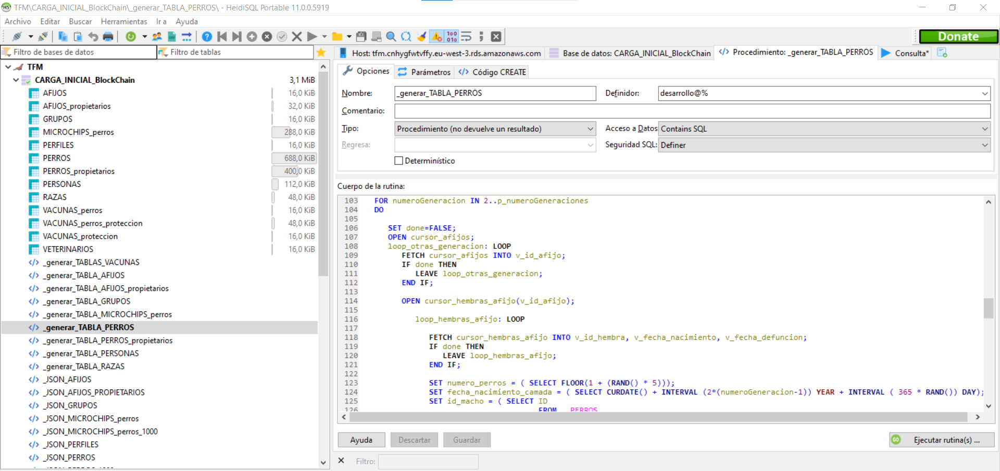 TFM\CARGA_INICIAL_BlockChain\_generar_TABLA_PERROS\ - HeidiSQL Portable 11.0.0.5919
Archivo Editar Buscar Herramientas Ir a Ayuda
Donate
Filtro de bases de datos
Filtro de tablas
Host: tfm.cnhygfwtvffy.eu-west-3.rds.amazonaws.com
Base de datos: CARGA_INICIAL_BlockChain
Procedimiento: _generar_TABLA_PERROS
Consulta*
TFM
CARGA_INICIAL_BlockChain 3,1 MiB
AFIJOS 16,0 KiB
AFIJOS_propietarios 32,0 KiB
GRUPOS 16,0 KiB
MICROCHIPS_perros 288,0 KiB
PERFILES 16,0 KiB
PERROS 688,0 KiB
PERROS_propietarios 400,0 KiB
PERSONAS 112,0 KiB
RAZAS 48,0 KiB
VACUNAS_perros 16,0 KiB
VACUNAS_perros_proteccion 48,0 KiB
VACUNAS_proteccion 16,0 KiB
VETERINARIOS 16,0 KiB
_generar_TABLAS_VACUNAS
_generar_TABLA_AFIJOS
_generar_TABLA_AFIJOS_propietarios
_generar_TABLA_GRUPOS
_generar_TABLA_MICROCHIPS_perros
_generar_TABLA_PERROS
_generar_TABLA_PERROS_propietarios
_generar_TABLA_PERSONAS
_generar_TABLA_RAZAS
_JSON_AFIJOS
_JSON_AFIJOS_PROPIETARIOS
_JSON_GRUPOS
_JSON_MICROCHIPS_perros
_JSON_MICROCHIPS_perros_1000
_JSON_PERFILES
_JSON_PERROS
Opciones Parámetros Código CREATE
Nombre: _generar_TABLA_PERROS
Definidor: desarrollo@%
Comentario:
Tipo: Procedimiento (no devuelve un resultado)
Acceso a Datos Contains SQL
Regresa:
Seguridad SQL: Definer
Determinístico
Cuerpo de la rutina:
103 FOR numeroGeneracion IN 2..p_numeroGeneraciones
104 DO
105
106 SET done=FALSE;
107 OPEN cursor_afijos;
108 loop_otras_generacion: LOOP
109 FETCH cursor_afijos INTO v_id_afijo;
110 IF done THEN
111 LEAVE loop_otras_generacion;
112 END IF;
113
114 OPEN cursor_hembras_afijo(v_id_afijo);
115
116 loop_hembras_afijo: LOOP
117
118 FETCH cursor_hembras_afijo INTO v_id_hembra, v_fecha_nacimiento, v_fecha_defuncion;
119 IF done THEN
120 LEAVE loop_hembras_afijo;
121 END IF;
122
123 SET numero_perros = ( SELECT FLOOR(1 + (RAND() * 5)));
124 SET fecha_nacimiento_camada = ( SELECT CURDATE() + INTERVAL (2*(numeroGeneracion-1)) YEAR + INTERVAL ( 365 * RAND()) DAY);
125 SET id_macho = ( SELECT ID
126 FROM PERROS
Ayuda Descartar Guardar
GO Ejecutar rutina(s) ...
Filtro: